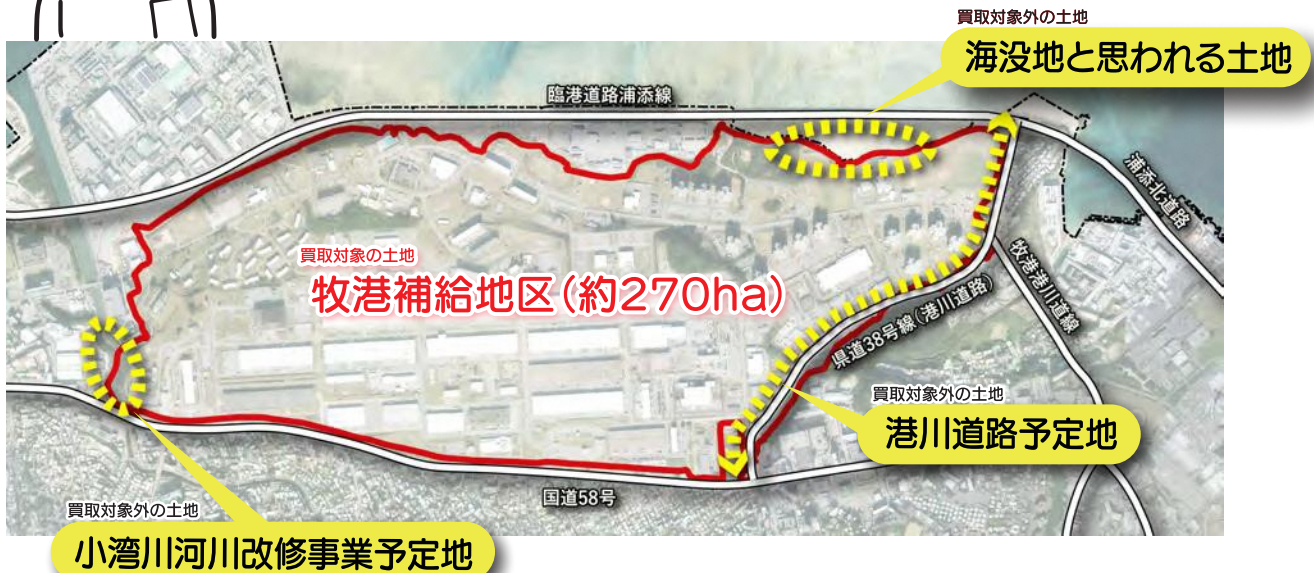 買取対象外の土地
海没地と思われる土地
臨港道路浦添線
浦添北道路
買取対象の土地
牧港補給地区(約270ha)
牧港港川道線
県道38号線(港川道路)
買取対象外の土地
港川道路予定地
国道58号
買取対象外の土地
小湾川河川改修事業予定地